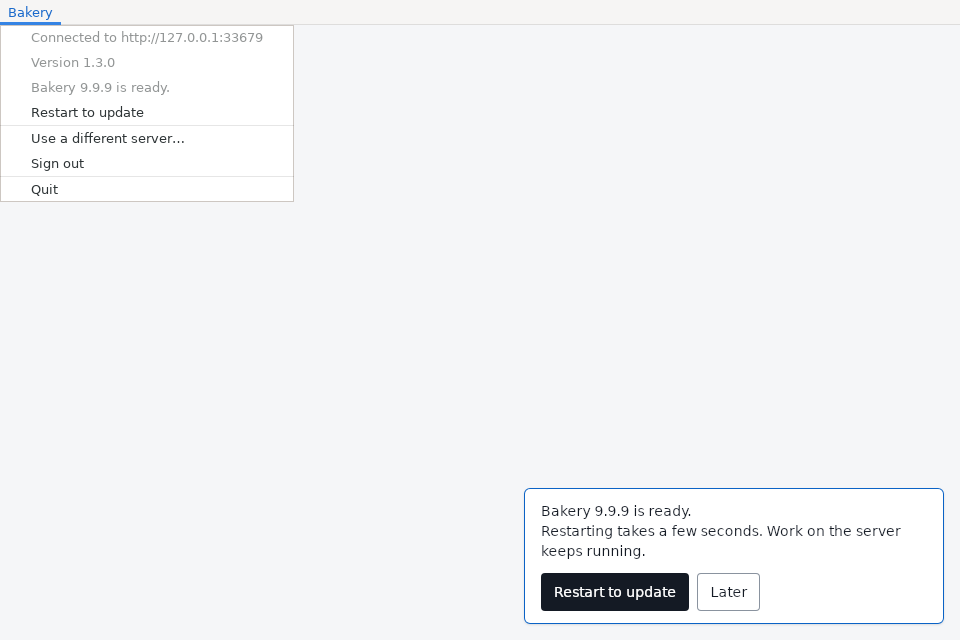 Bakery
Connected to http://127.0.0.1:33679
Version 1.3.0
Bakery 9.9.9 is ready.
Restart to update
Use a different server...
Sign out
Quit
Bakery 9.9.9 is ready.
Restarting takes a few seconds. Work on the server
keeps running.
Restart to update
Later